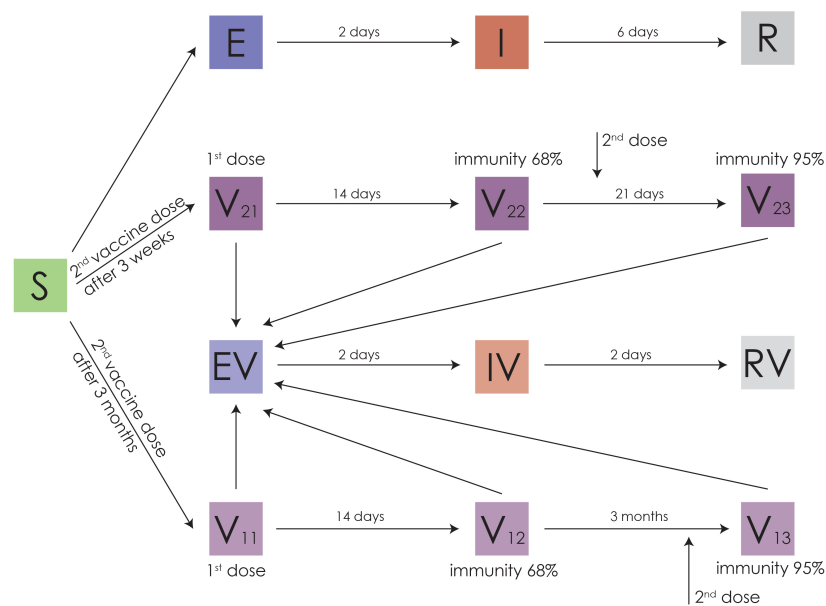 E
2 days
I
6 days
R
1st dose
immunity 68%
2nd dose
immunity 95%
V21
14 days
V22
21 days
V23
2nd vaccine dose
after 3 weeks
S
2nd vaccine dose
after 3 months
EV
2 days
IV
2 days
RV
V11
14 days
V12
3 months
V13
1st dose
immunity 68%
immunity 95%
2nd dose